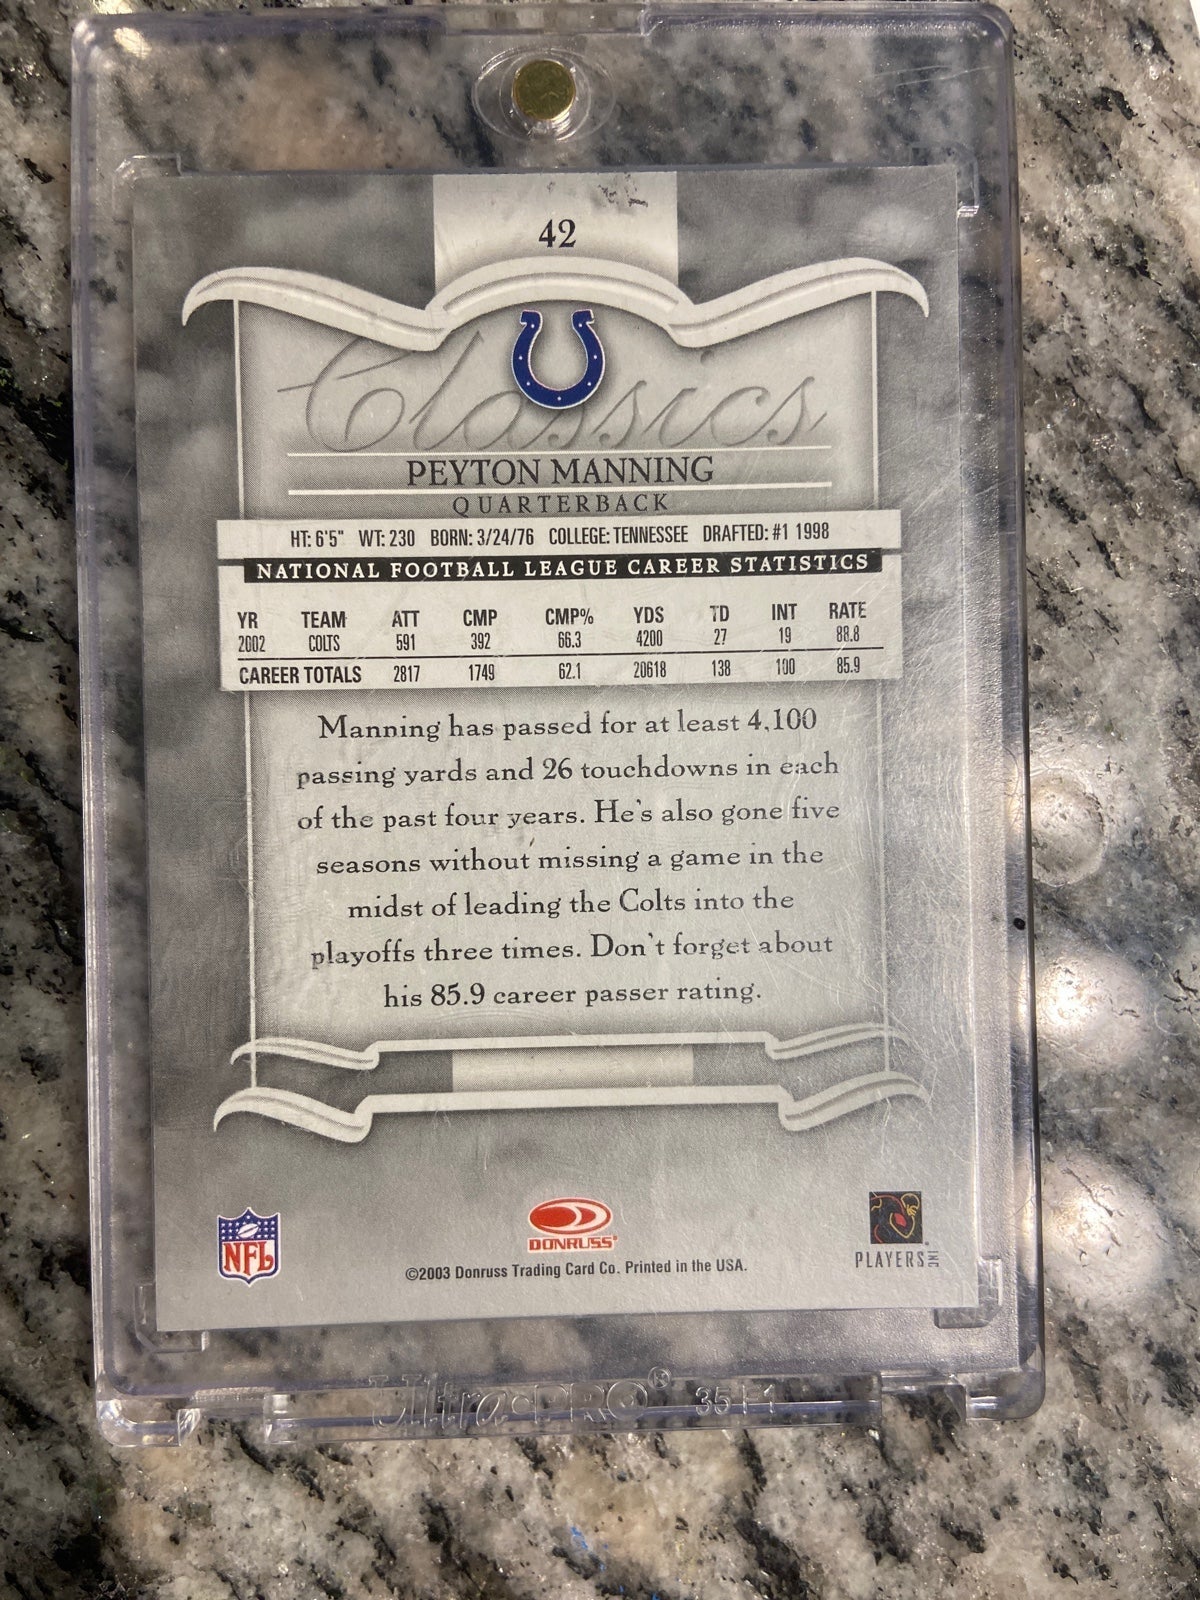 42
Classics
PEYTON MANNING
QUARTERBACK
HT: 6'5" WT: 230 BORN: 3/24/76 COLLEGE: TENNESSEE DRAFTED: #1 1998
NATIONAL FOOTBALL LEAGUE CAREER STATISTICS
YR TEAM ATT CMP CMP% YDS TD INT RATE
2002 COLTS 591 392 66.3 4200 27 19 88.8
CAREER TOTALS 2817 1749 62.1 20618 138 100 85.9
Manning has passed for at least 4,100
passing yards and 26 touchdowns in each
of the past four years. He's also gone five
seasons without missing a game in the
midst of leading the Colts into the
playoffs three times. Don't forget about
his 85.9 career passer rating.
NFL
DONRUSS®
PLAYERS INC
©2003 Donruss Trading Card Co. Printed in the USA.
Ultra·PRO®